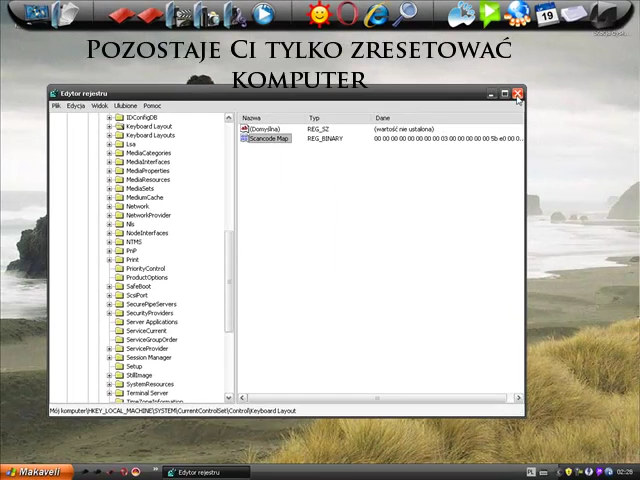 19
Pozostaje Ci tylko zresetować
komputer
Edytor rejestru
Plik Edycja Widok Ulubione Pomoc
Nazwa Typ Dane
(Domyślna) REG_SZ (wartość nie ustalona)
Scancode Map REG_BINARY 00 00 00 00 00 00 00 00 03 00 00 00 00 00 5b e0 00 0...
IDConfigDB
Keyboard Layout
Keyboard Layouts
Lsa
MediaCategories
MediaInterfaces
MediaProperties
MediaResources
MediaSets
MediumCache
Network
NetworkProvider
Nls
NodeInterfaces
NTMS
PnP
Print
PriorityControl
ProductOptions
SafeBoot
ScsiPort
SecurePipeServers
SecurityProviders
Server Applications
ServiceCurrent
ServiceGroupOrder
ServiceProvider
Session Manager
Setup
StillImage
SystemResources
Terminal Server
TimeZoneInformation
Mój komputer\HKEY_LOCAL_MACHINE\SYSTEM\CurrentControlSet\Control\Keyboard Layout
Makaveli
Edytor rejestru
PL
02:28